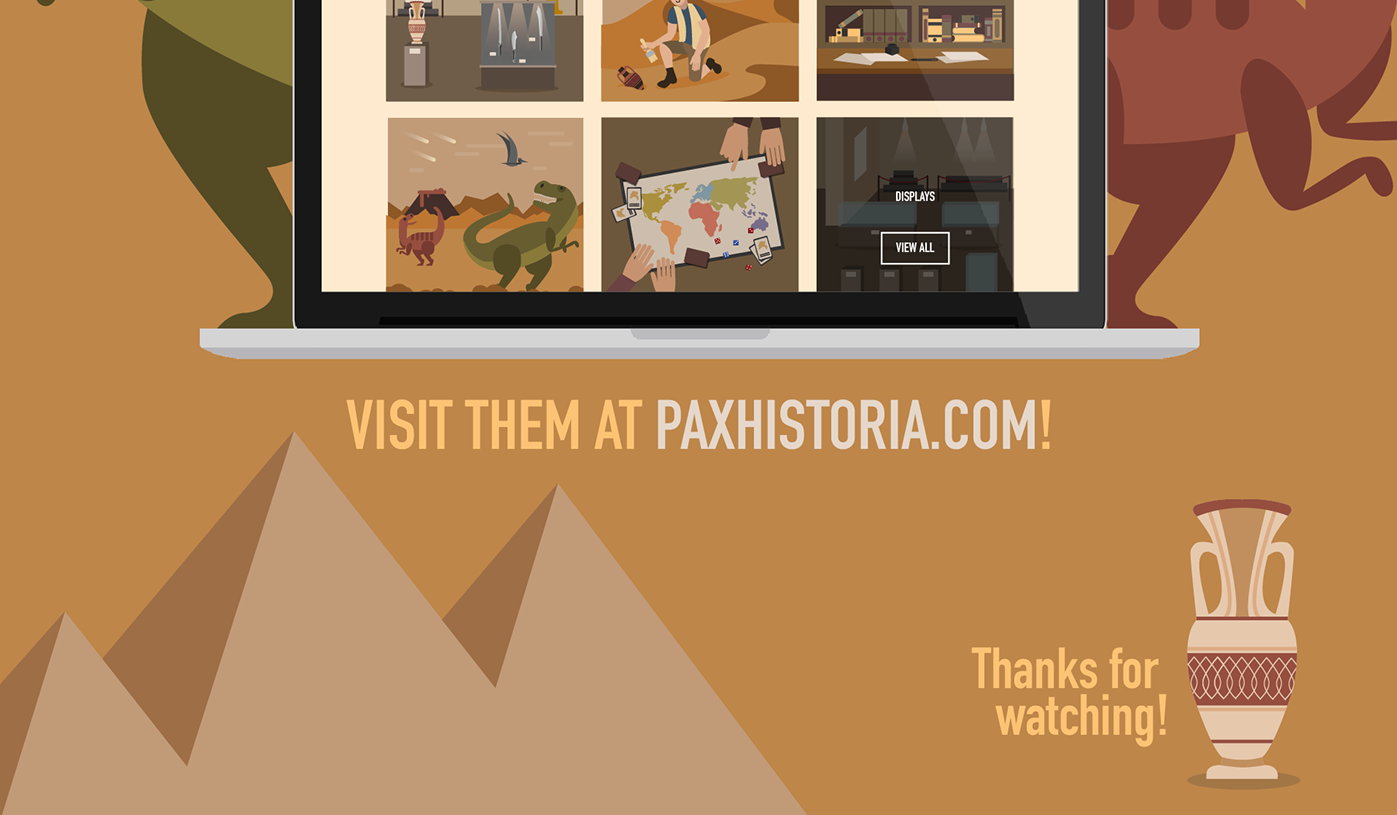 DISPLAYS
VIEW ALL
VISIT THEM AT PAXHISTORIA.COM!
Thanks for
watching!